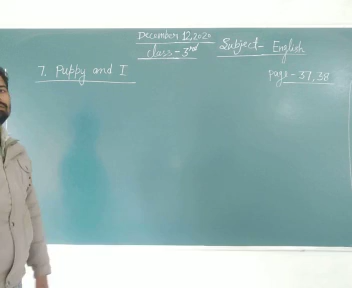 December 12,2020
Class - 3rd
Subject - English
7. Puppy and I
Page - 37,38